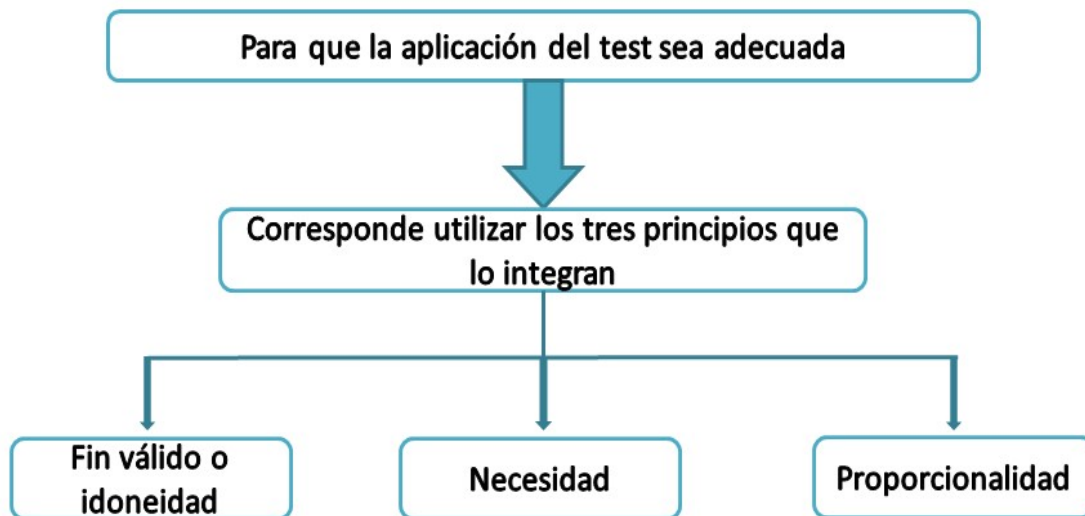 Para que la aplicación del test sea adecuada
Corresponde utilizar los tres principios que
lo integran
Fin válido o
idoneidad
Necesidad
Proporcionalidad